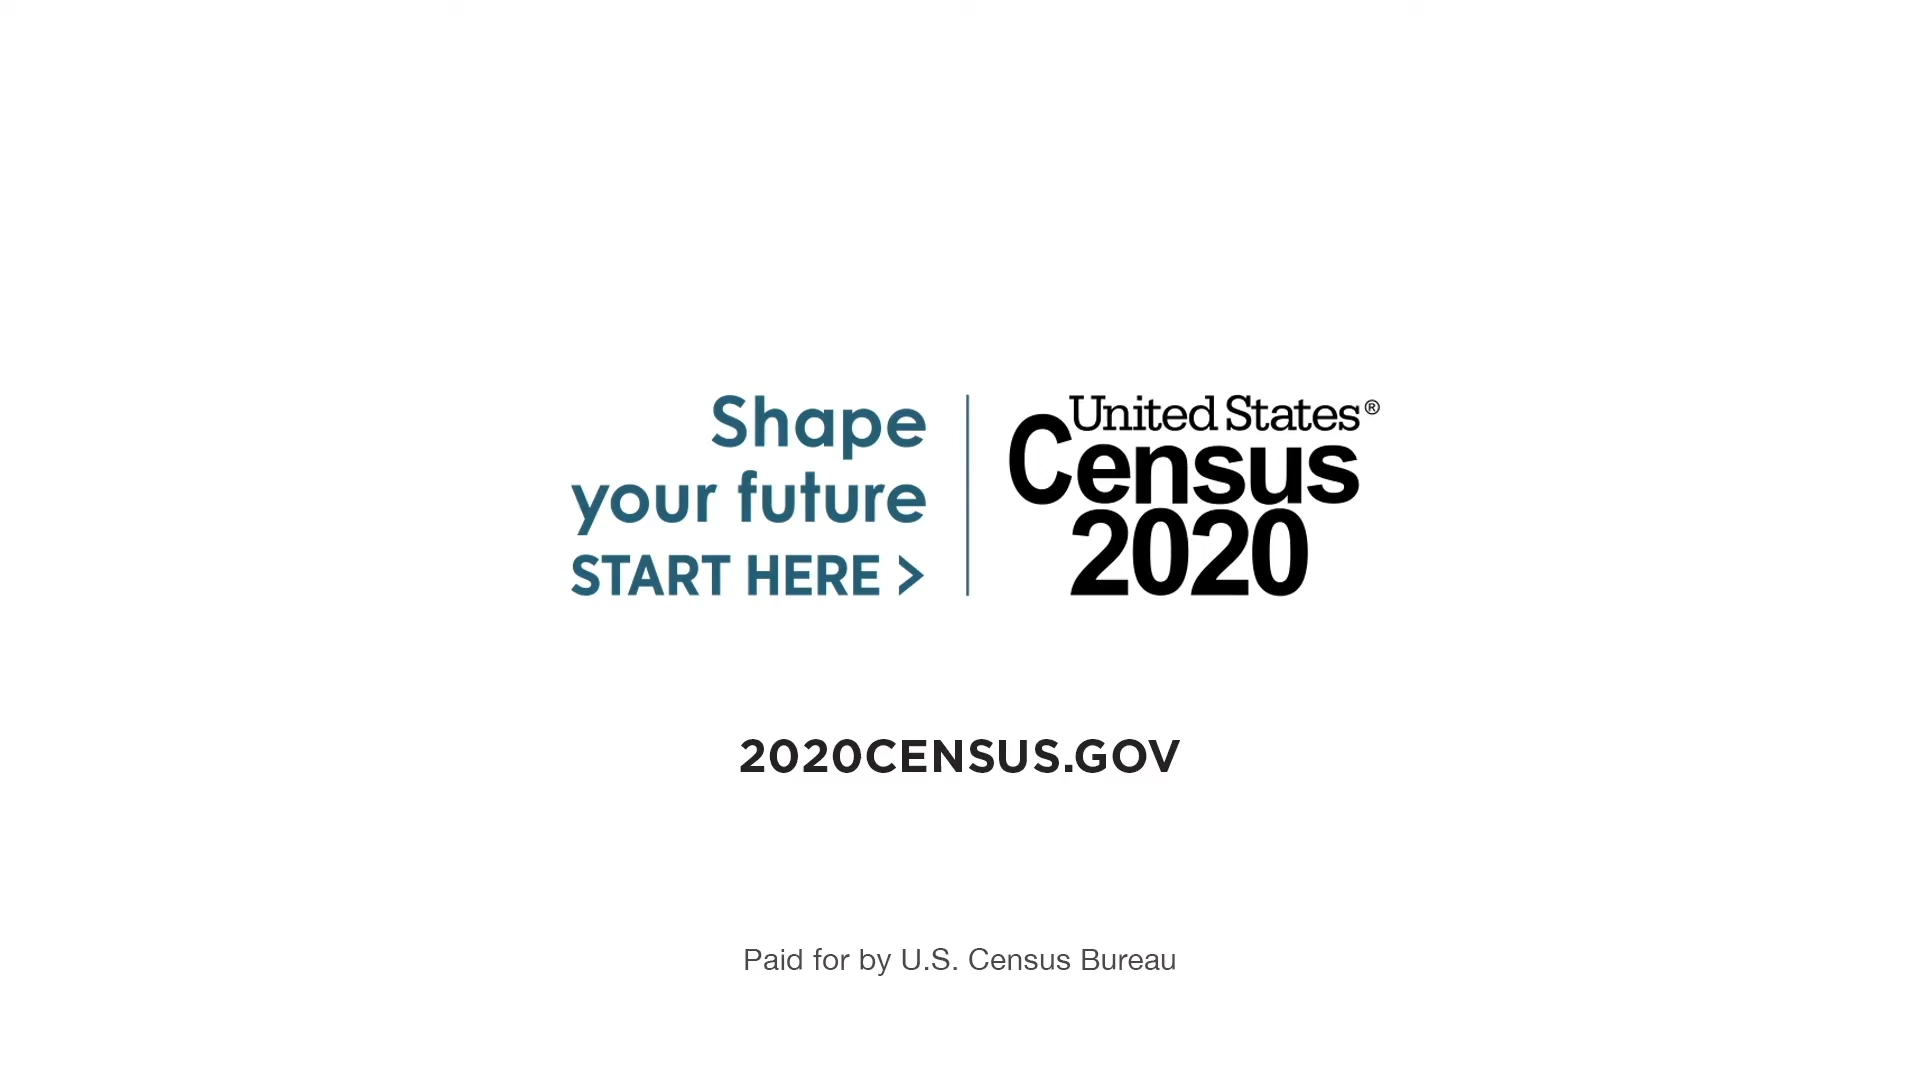 Shape
your future
START HERE >
United States®
Census
2020
2020CENSUS.GOV
Paid for by U.S. Census Bureau